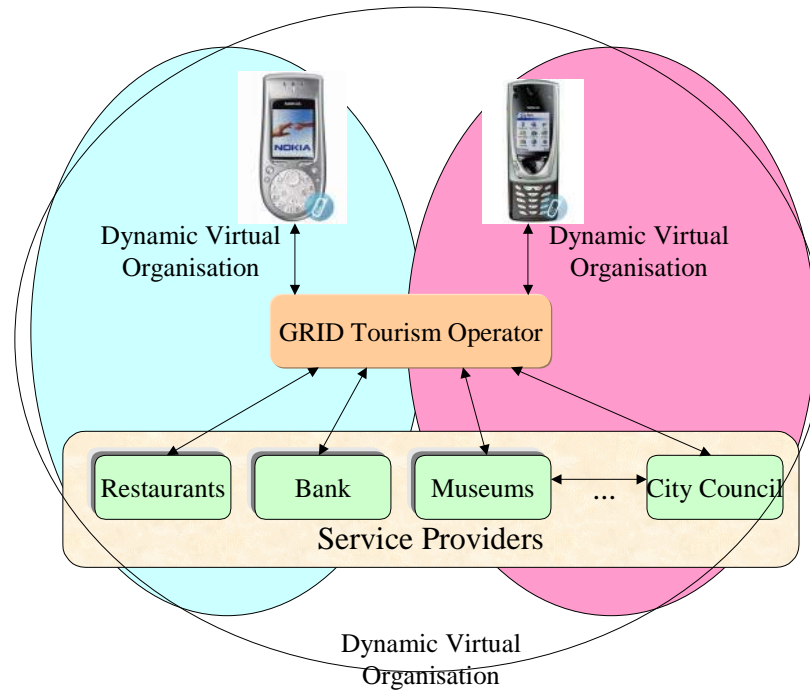 NOKIA
NOKIA
Dynamic Virtual
Organisation
Dynamic Virtual
Organisation
GRID Tourism Operator
Restaurants
Bank
Museums
...
City Council
Service Providers
Dynamic Virtual
Organisation